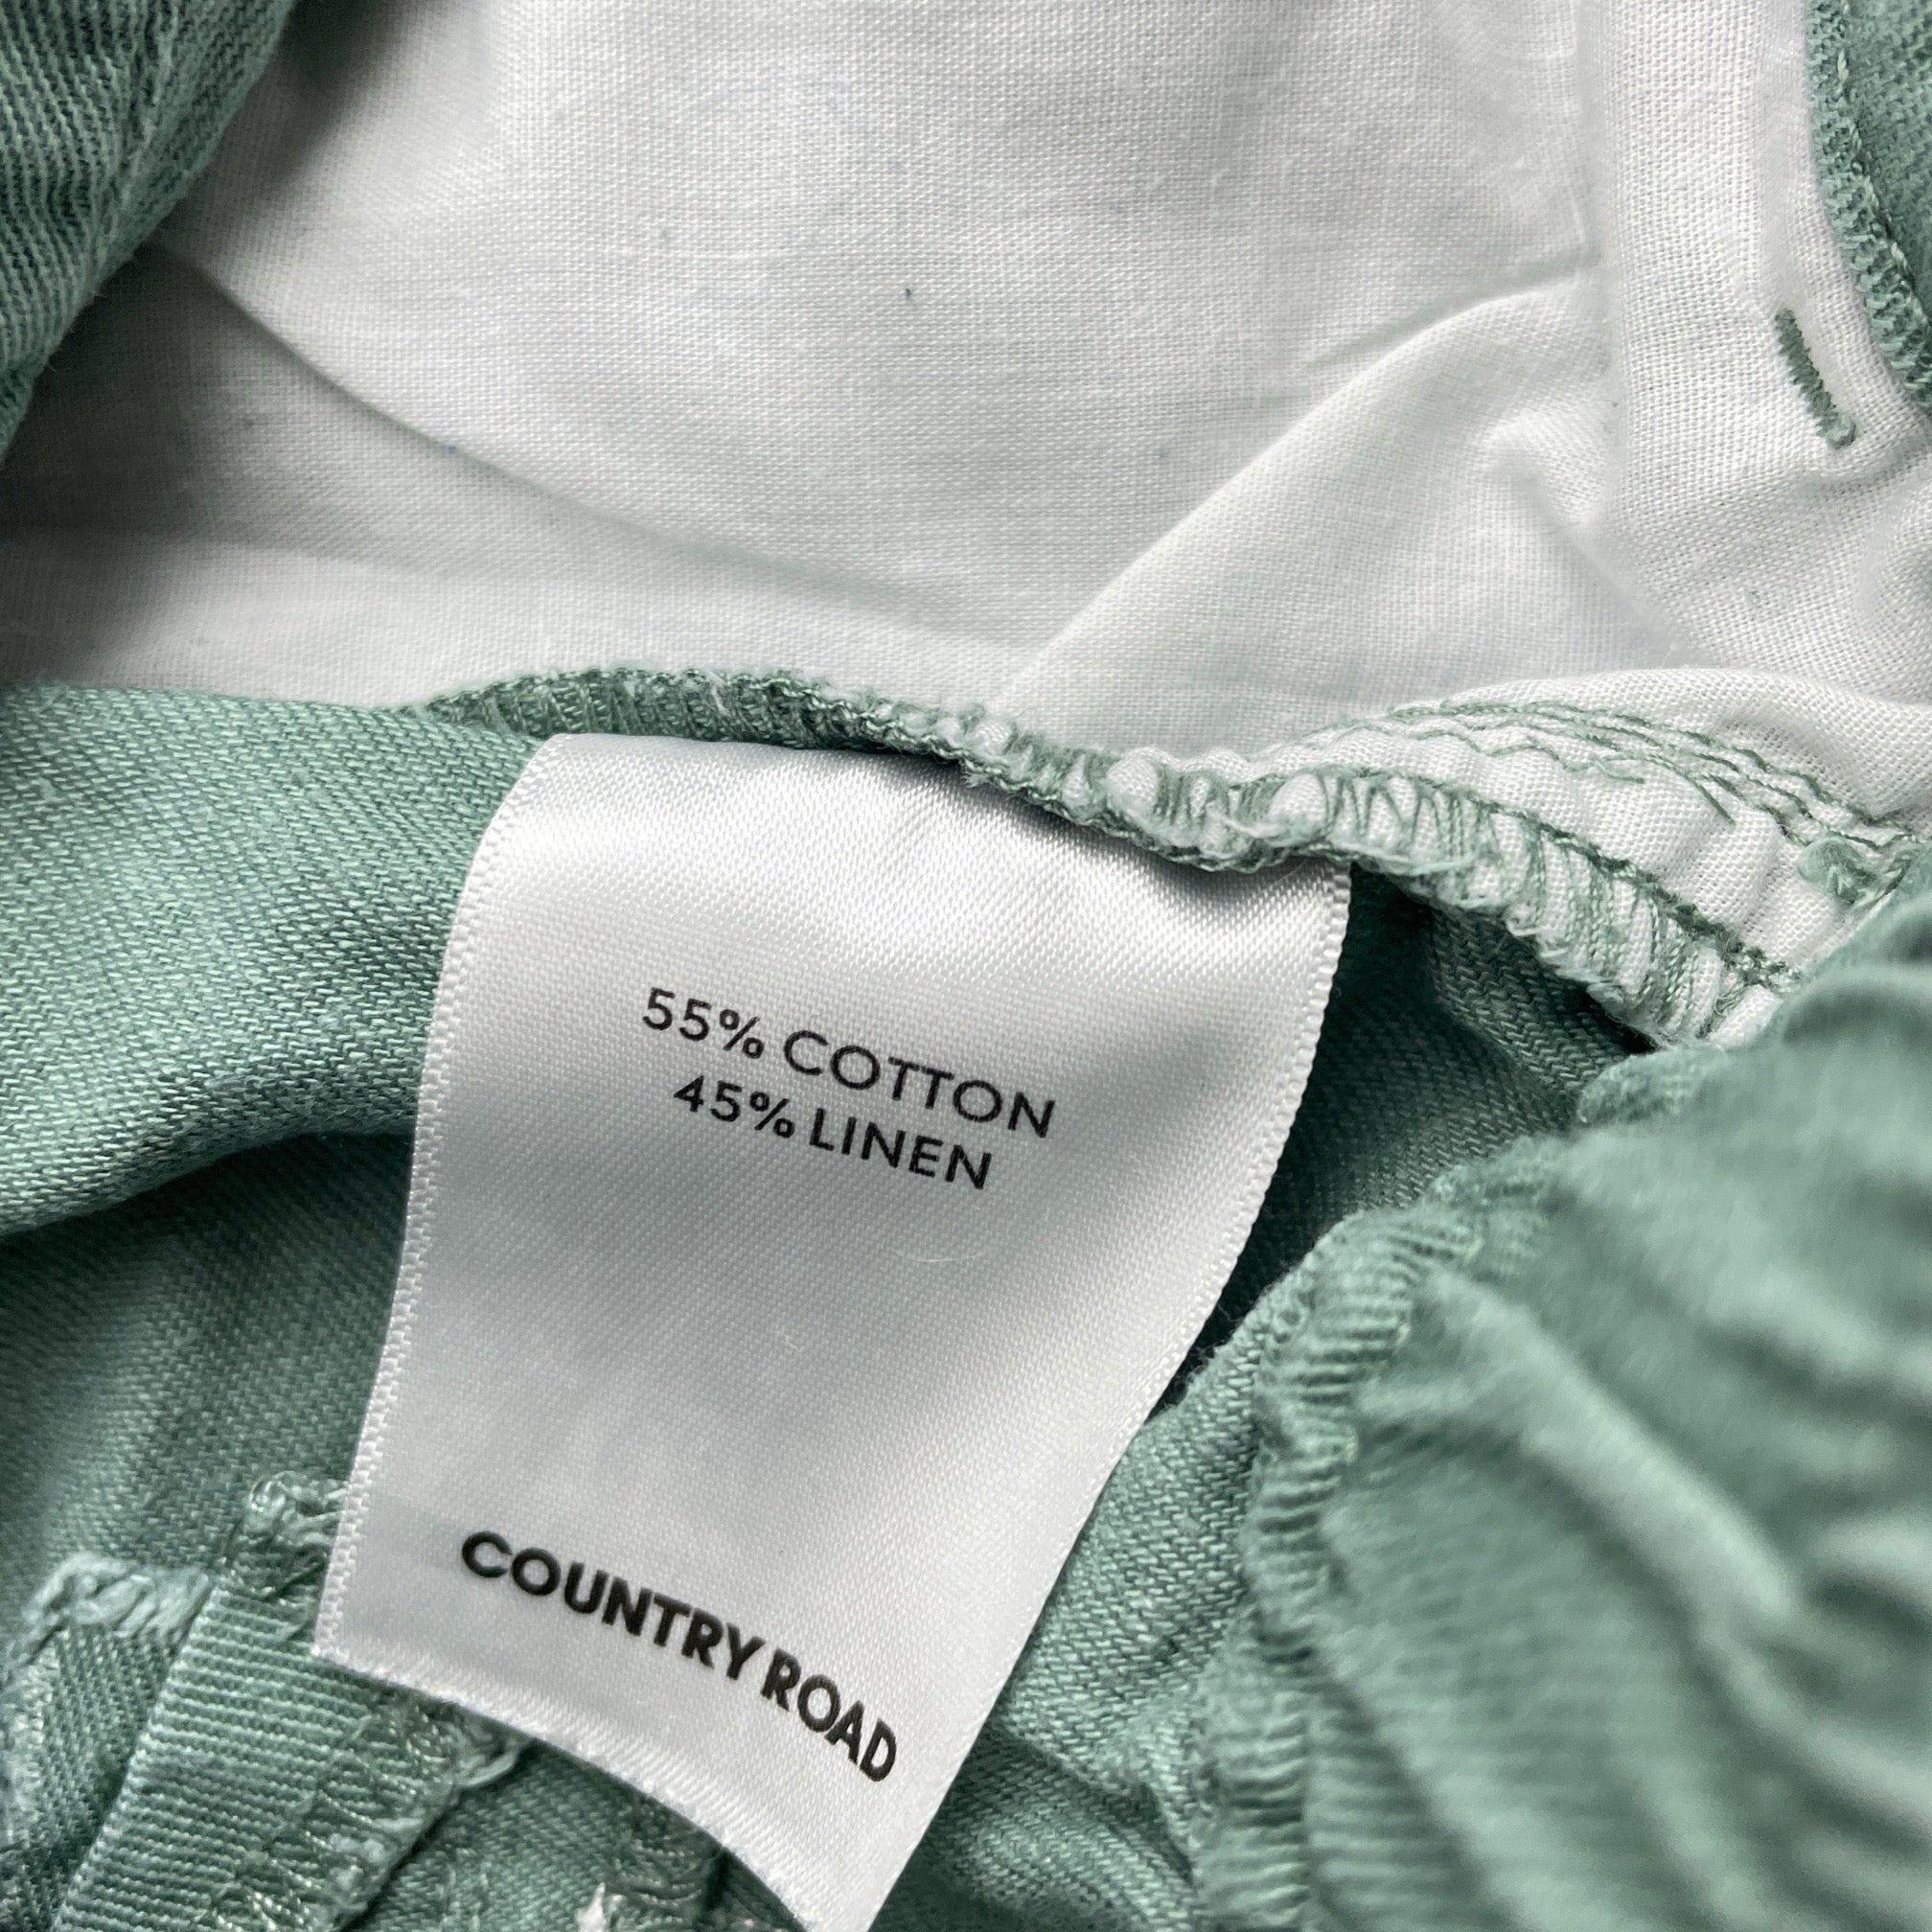 55% COTTON
45% LINEN
COUNTRY ROAD